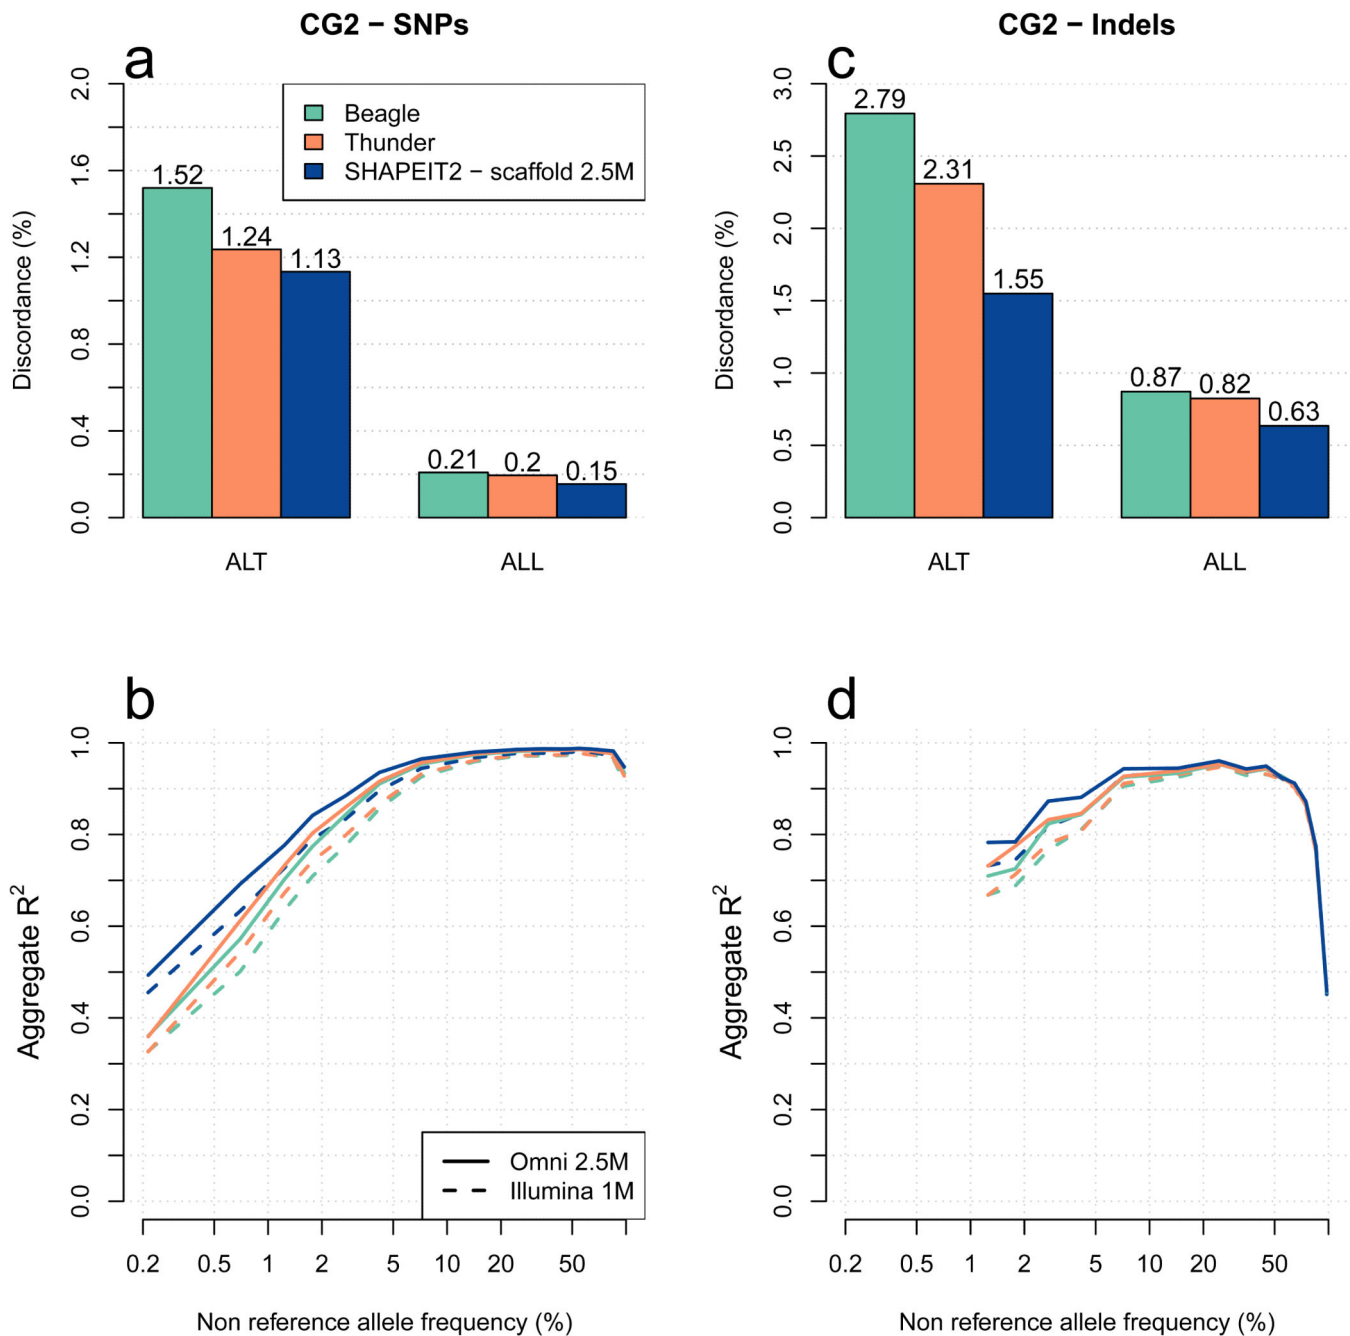 CG2 − SNPs
a
Discordance (%)
2.0
1.6
1.2
0.8
0.4
0.0
Beagle
Thunder
SHAPEIT2 − scaffold 2.5M
1.52
1.24
1.13
0.21
0.2
0.15
ALT
ALL
CG2 − Indels
c
Discordance (%)
3.0
2.5
2.0
1.5
1.0
0.5
0.0
2.79
2.31
1.55
0.87
0.82
0.63
ALT
ALL
b
Aggregate R²
1.0
0.8
0.6
0.4
0.2
0.0
Omni 2.5M
Illumina 1M
0.2 0.5 1 2 5 10 20 50
Non reference allele frequency (%)
d
Aggregate R²
1.0
0.8
0.6
0.4
0.2
0.0
0.2 0.5 1 2 5 10 20 50
Non reference allele frequency (%)